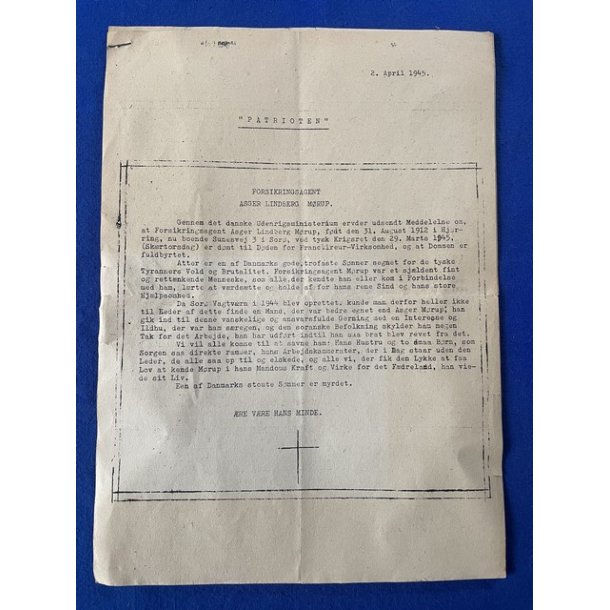 2. April 1945.
"PATRIOTEN"
FORSIKRINGSAGENT
ASGER LINDBERG MØRUP.
Gennem det danske Udenrigsministerium er der udsendt Meddelelse om,
at Forsikringsagent Asger Lindberg Mørup, født den 31. August 1912 i Hjør-
ring, nu boende Sunesvej 3 i Sorø, ved tysk Krigsret den 29. Marts 1945,
(Skærtorsdag) er dømt til Døden for Franctireur-Virksomhed, og at Dommen er
fuldbyrtet.
Atter er en af Danmarks gode, trofaste Sønner segnet for de tyske
Tyranners Vold og Brutalitet. Forsikringsagent Mørup var et sjældent fint
og rettænkende Menneske, som alle, der kendte ham eller kom i Forbindelse
med ham, lærte at værdsætte og holde af for hans rene Sind og hans store
Hjælpsomhed.
Da Sorø Vagtværn i 1944 blev oprettet, kunde man derfor heller ikke
til Leder af dette finde en Mand, der var bedre egnet end Asger Mørup; han
gik ind til denne vanskelige og ansvarsfulde Gerning med en Interesse og
Ildhu, der var ham særegen, og den soranske Befolkning skylder ham megen
Tak for det Arbejde, han har udført indtil han saa brat blev revet fra det.
Vi vil alle komme til at savne ham: Hans Hustru og to smaa Børn, som
Sorgen saa direkte rammer, hans Arbejdskammerater, der i Dag staar uden den
Leder, de alle saa op til og elskede, og alle vi, der fik den Lykke at faa
Lov at kende Mørup i hans Manddoms Kraft og Virke for det Fædreland, han vie-
de sit Liv.
Een af Danmarks stoute Sønner er myrdet.
ÆRE VÆRE HANS MINDE.